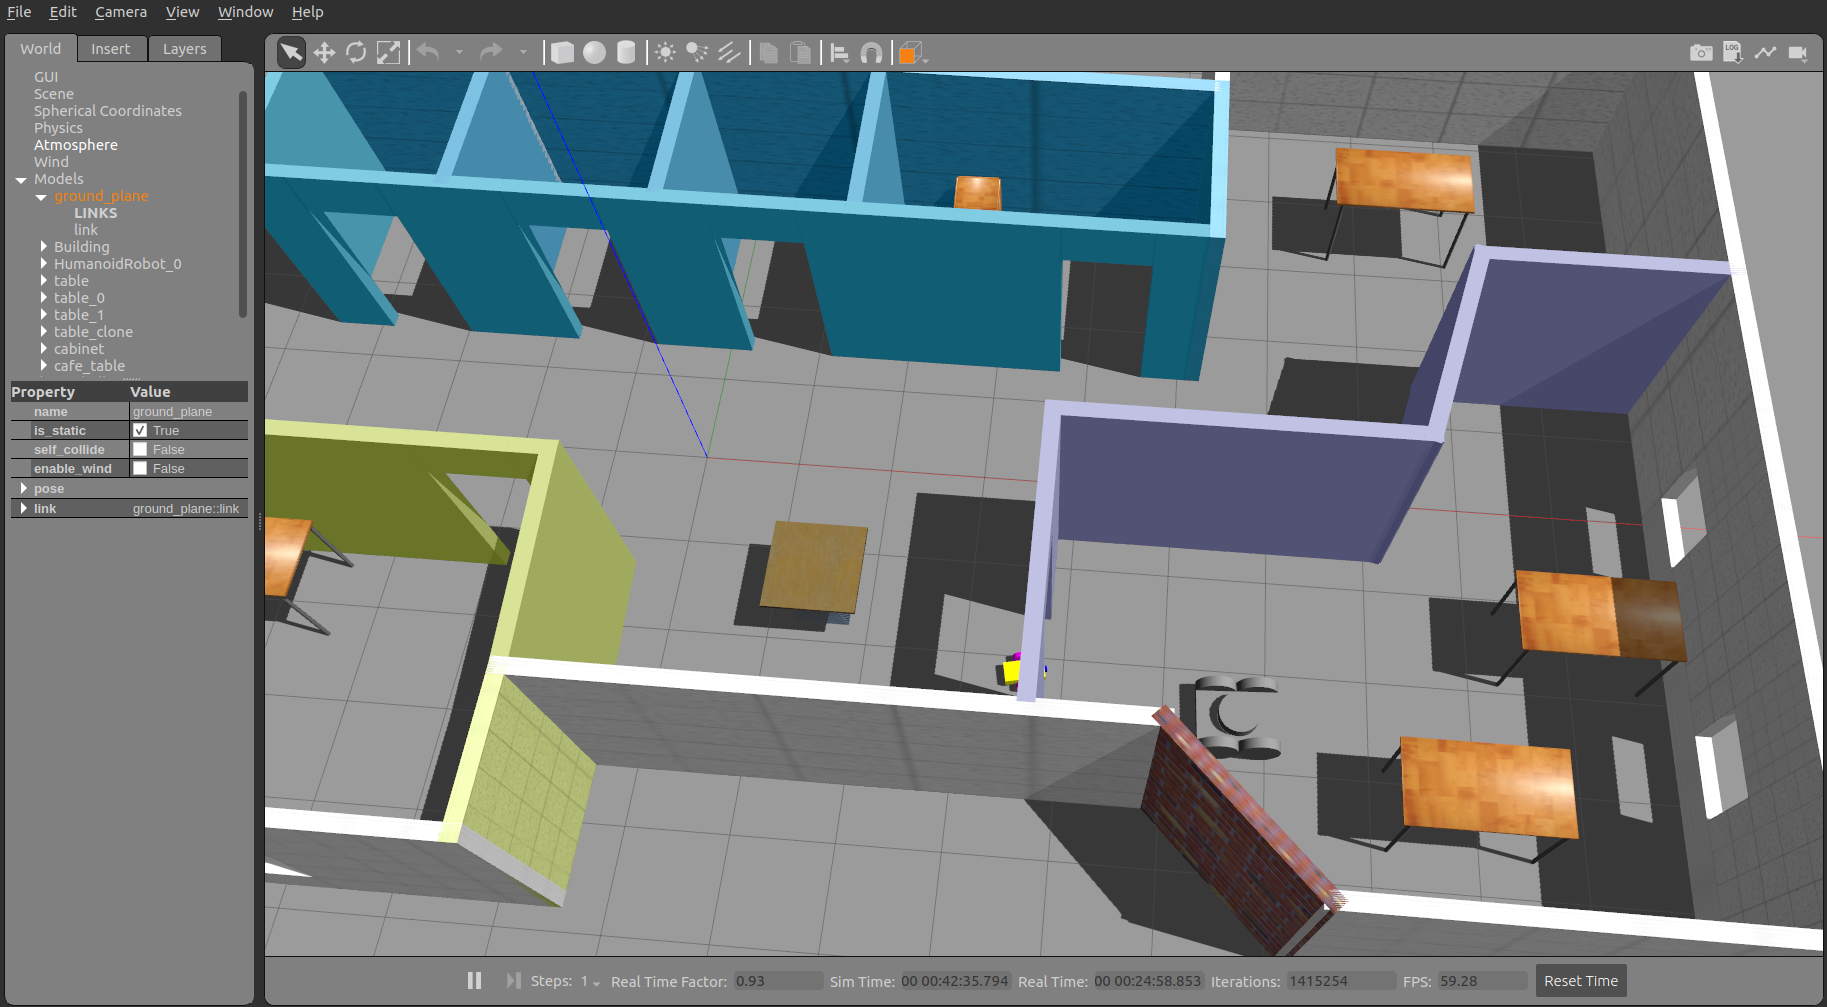 File Edit Camera View Window Help
World Insert Layers
GUI
Scene
Spherical Coordinates
Physics
Atmosphere
Wind
Models
ground_plane
LINKS
link
Building
HumanoidRobot_0
table
table_0
table_1
table_clone
cabinet
cafe_table
Property Value
name ground_plane
is_static True
self_collide False
enable_wind False
pose
link ground_plane::link
LOG
Steps: 1 Real Time Factor: 0.93 Sim Time: 00 00:42:35.794 Real Time: 00 00:24:58.853 Iterations: 1415254 FPS: 59.28 Reset Time